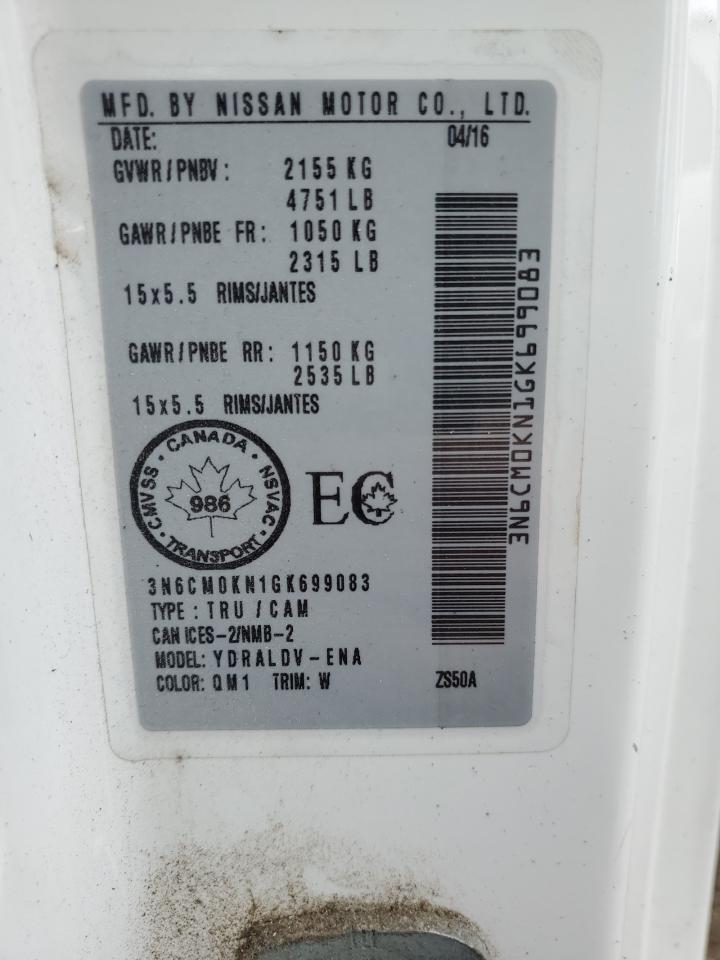 MFD. BY NISSAN MOTOR CO., LTD.
DATE: 04/16
GVWR/PNBV: 2155 KG
4751 LB
GAWR/PNBE FR: 1050 KG
2315 LB
15x5.5 RIMS/JANTES
GAWR/PNBE RR: 1150 KG
2535 LB
15x5.5 RIMS/JANTES
CANADA
CMVSS • NSVAC
986
TRANSPORT
EC
3N6CM0KN1GK699083
TYPE: TRU/CAM
CAN ICES-2/NMB-2
MODEL: YDRALDV-ENA
COLOR: QM1 TRIM: W ZS50A
3N6CM0KN1GK699083